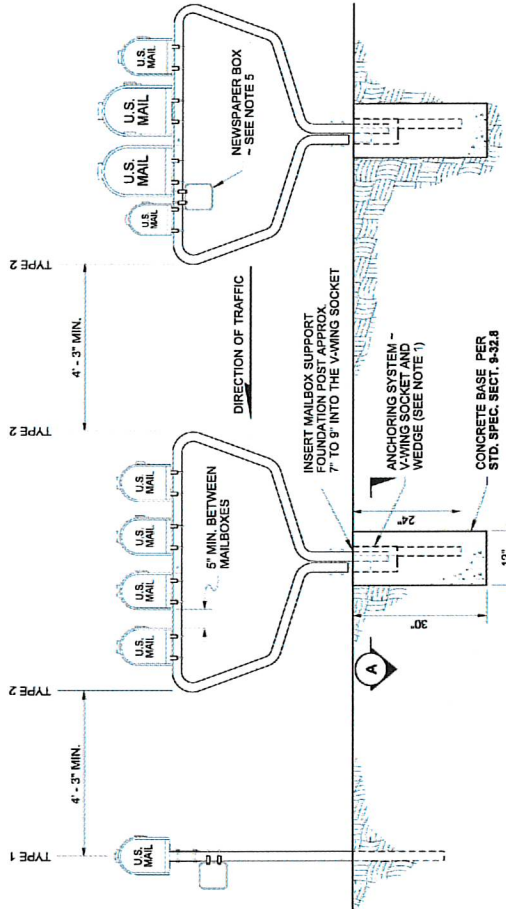 TYPE 1
4' - 3" MIN.
TYPE 2
TYPE 2
4' - 3" MIN.
TYPE 2
U.S.
MAIL
U.S.
MAIL
U.S.
MAIL
U.S.
MAIL
U.S.
MAIL
U.S.
MAIL
U.S.
MAIL
U.S.
MAIL
U.S.
MAIL
5" MIN. BETWEEN
MAILBOXES
NEWSPAPER BOX
~ SEE NOTE 5
DIRECTION OF TRAFFIC
INSERT MAILBOX SUPPORT
FOUNDATION POST APPROX.
7" TO 9" INTO THE V-WING SOCKET
ANCHORING SYSTEM ~
V-WING SOCKET AND
WEDGE (SEE NOTE 1)
A
24"
30"
CONCRETE BASE PER
STD. SPEC. SECT. 9-32.8